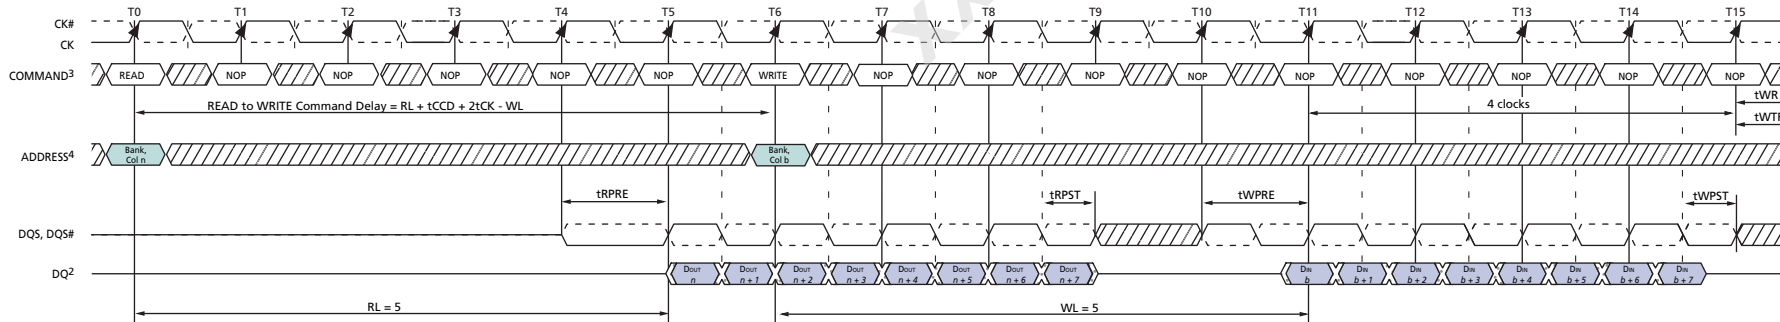 T0 T1 T2 T3 T4 T5 T6 T7 T8 T9 T10 T11 T12 T13 T14 T15
CK#
CK
COMMAND3 READ NOP NOP NOP NOP NOP WRITE NOP NOP NOP NOP NOP NOP NOP NOP NOP
READ to WRITE Command Delay = RL + tCCD + 2tCK - WL
4 clocks
tWR
ADDRESS4 Bank, Col n Bank, Col b
tRPRE tRPST tWPRE tWPST
DQS, DQS#
DQ2 DOUT n DOUT n + 1 DOUT n + 2 DOUT n + 3 DOUT n + 4 DOUT n + 5 DOUT n + 6 DOUT n + 7 DIN b DIN b + 1 DIN b + 2 DIN b + 3 DIN b + 4 DIN b + 5 DIN b + 6 DIN b + 7
RL = 5 WL = 5